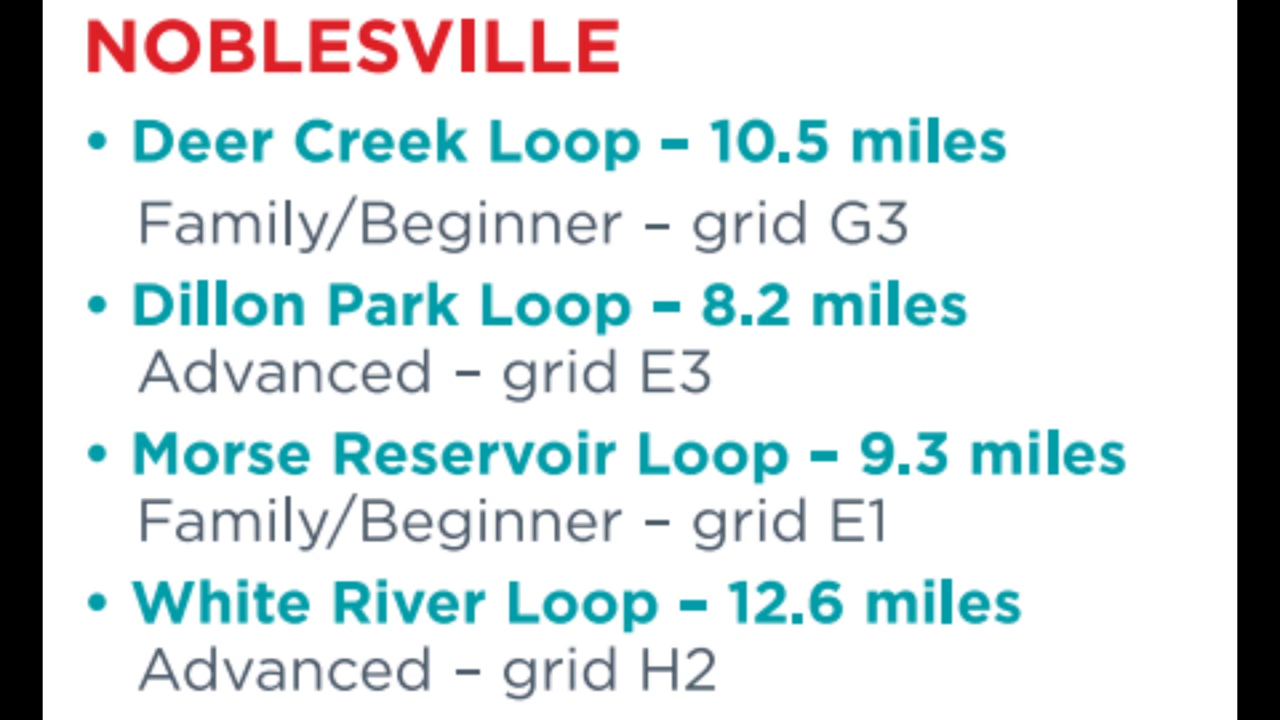 NOBLESVILLE
• Deer Creek Loop – 10.5 miles
Family/Beginner – grid G3
• Dillon Park Loop – 8.2 miles
Advanced – grid E3
• Morse Reservoir Loop – 9.3 miles
Family/Beginner – grid E1
• White River Loop – 12.6 miles
Advanced – grid H2